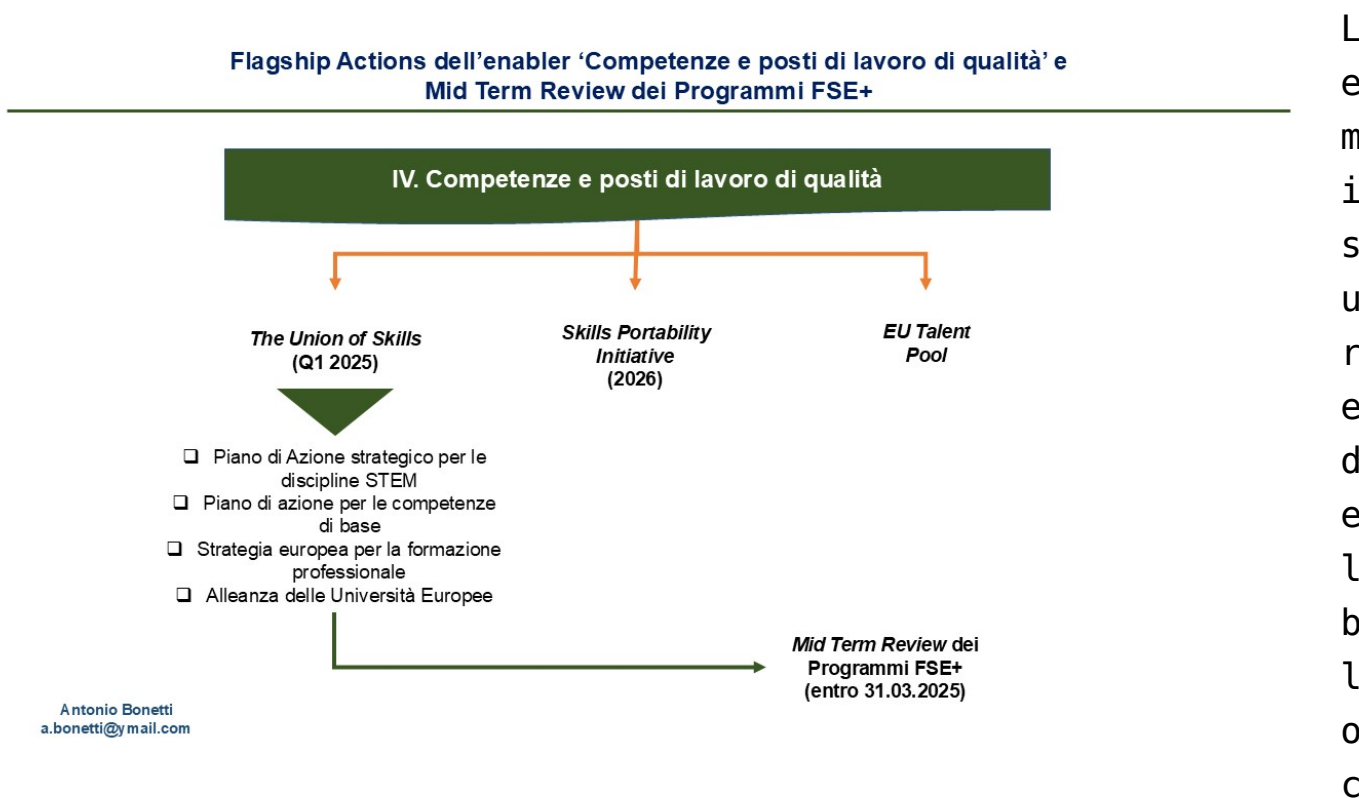 Flagship Actions dell'enabler ‘Competenze e posti di lavoro di qualità’ e
Mid Term Review dei Programmi FSE+
IV. Competenze e posti di lavoro di qualità
The Union of Skills
(Q1 2025)
Skills Portability
Initiative
(2026)
EU Talent
Pool
❑ Piano di Azione strategico per le
discipline STEM
❑ Piano di azione per le competenze
di base
❑ Strategia europea per la formazione
professionale
❑ Alleanza delle Università Europee
Mid Term Review dei
Programmi FSE+
(entro 31.03.2025)
Antonio Bonetti
a.bonetti@ymail.com
L
e
m
i
s
u
r
e
d
e
l
b
l
o
c